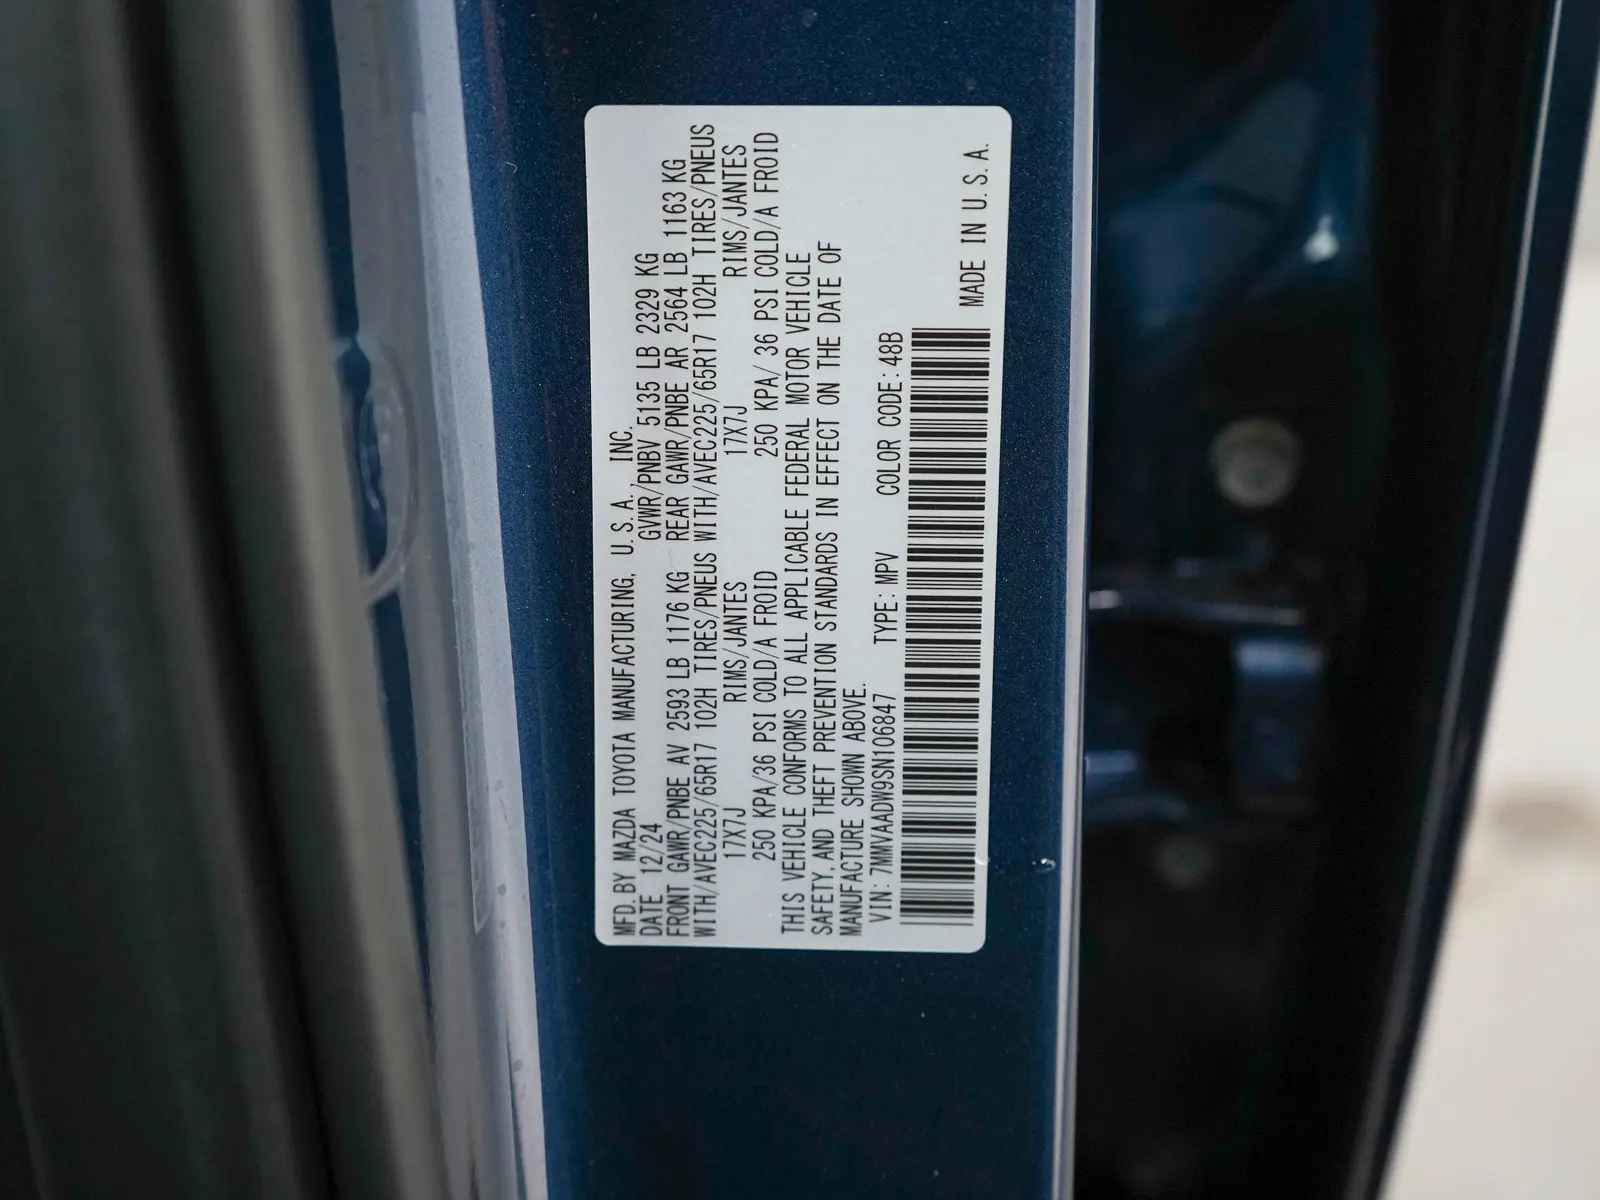 MFD. BY MAZDA TOYOTA MANUFACTURING, U. S. A. INC.
DATE 12/24 GVWR/PNBV 5135 LB 2329 KG
FRONT GAWR/PNBE AV 2593 LB 1176 KG REAR GAWR/PNBE AR 2564 LB 1163 KG
WITH/AVEC225/65R17 102H TIRES/PNEUS WITH/AVEC225/65R17 102H TIRES/PNEUS
17X7J RIMS/JANTES 17X7J RIMS/JANTES
250 KPA/36 PSI COLD/A FROID 250 KPA/ 36 PSI COLD/A FROID
THIS VEHICLE CONFORMS TO ALL APPLICABLE FEDERAL MOTOR VEHICLE
SAFETY, AND THEFT PREVENTION STANDARDS IN EFFECT ON THE DATE OF
MANUFACTURE SHOWN ABOVE.
VIN: 7MMVAADW9SN106847 TYPE: MPV COLOR CODE: 48B
MADE IN U. S. A.